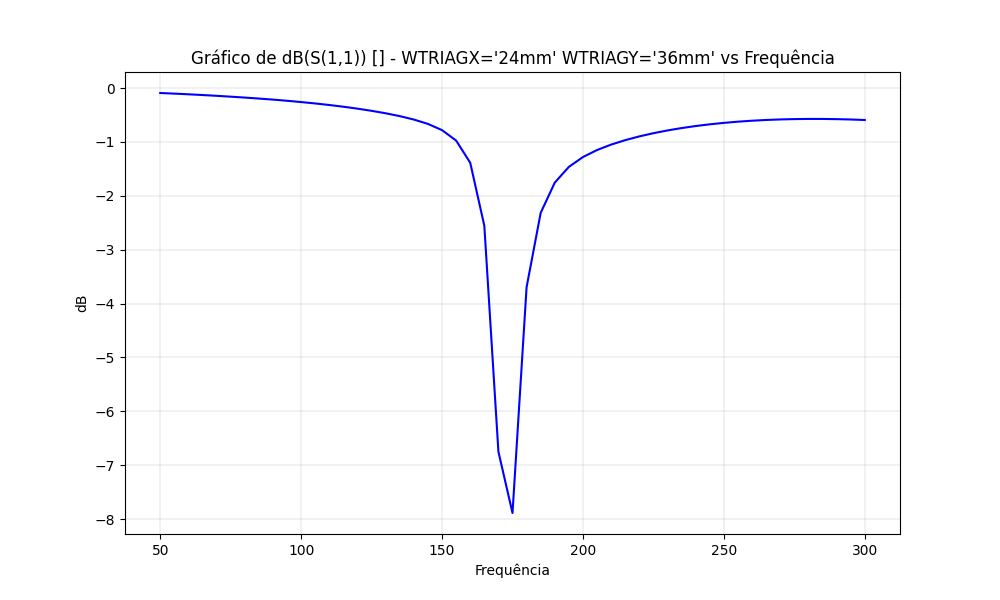 Gráfico de dB(S(1,1)) [] - WTRIAGX='24mm' WTRIAGY='36mm' vs Frequência
0
−1
−2
−3
−4
−5
−6
−7
−8
dB
50 100 150 200 250 300
Frequência